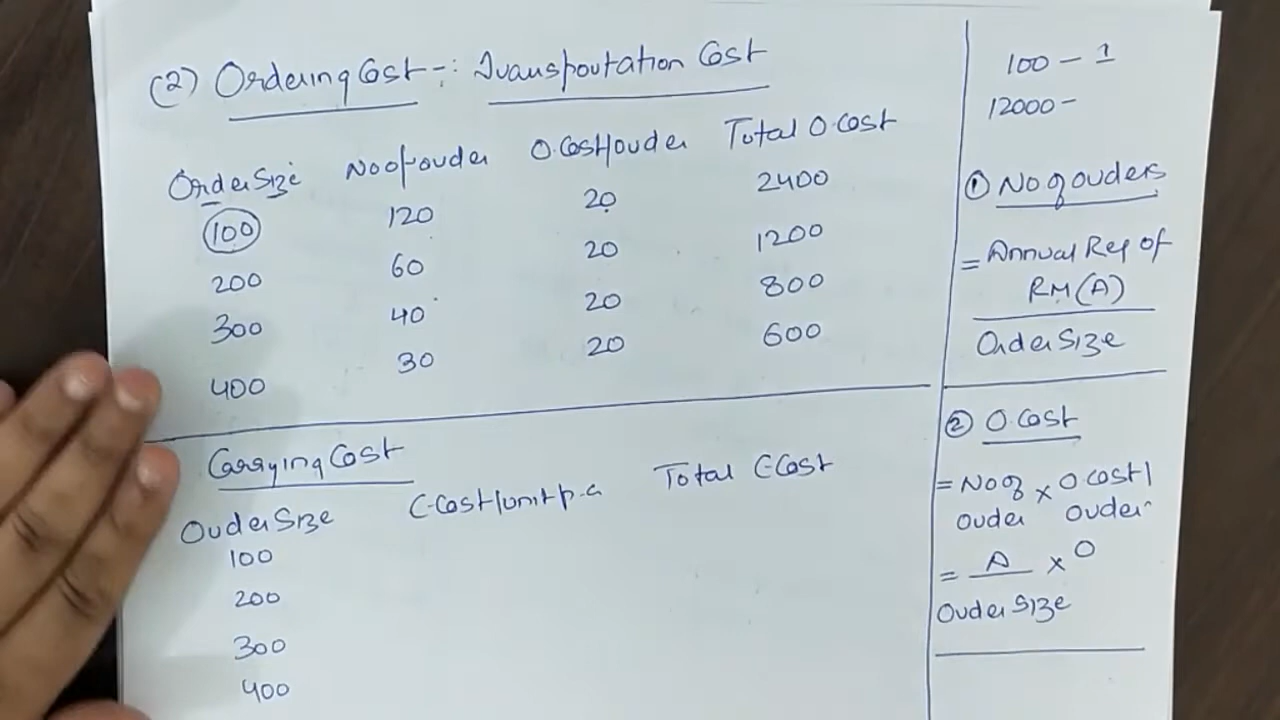 (2) Ordering Cost -: Transportation Cost
Order Size No of order O.Cost/order Total O.Cost
100 120 20 2400
200 60 20 1200
300 40 20 800
400 30 20 600
Carrying Cost
Order Size C-Cost/unit p.a Total C-Cost
100
200
300
400
100 - 1
12000 -
① No of orders
= Annual Req of
RM(A)
Order Size
② O.Cost
= No of × O cost/
order order
= A × O
Order Size